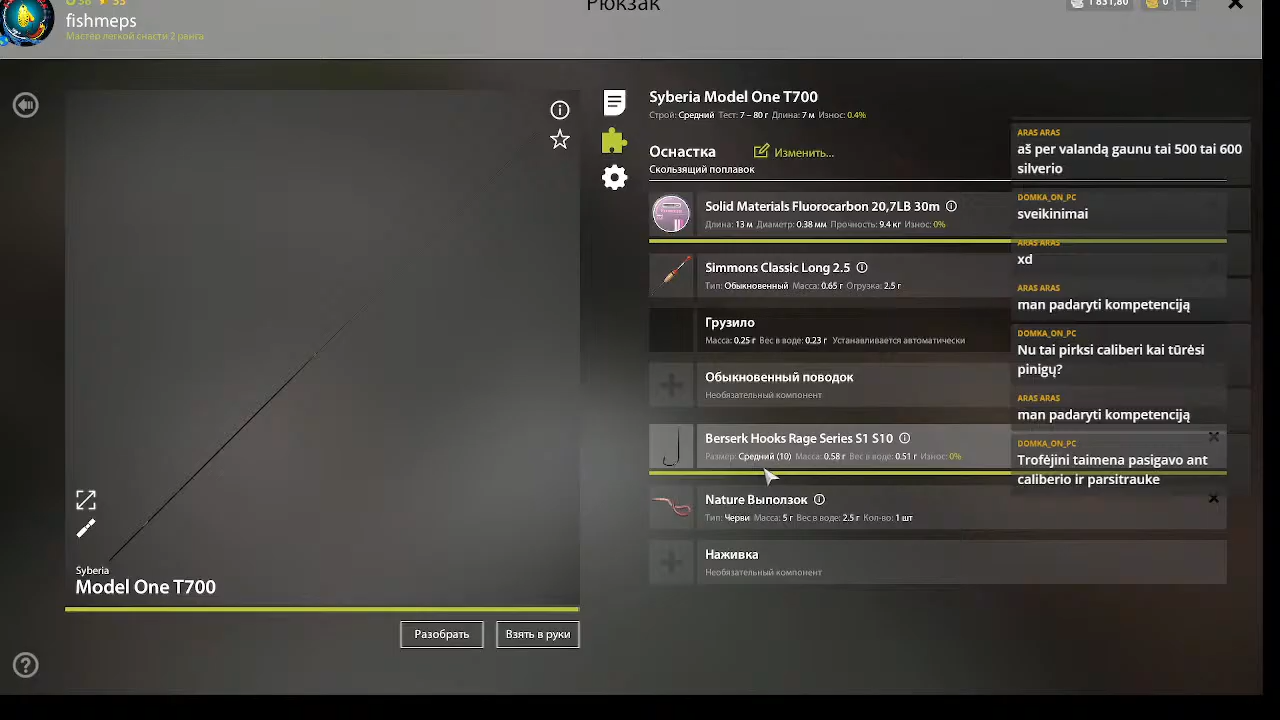 Рюкзак
fishmeps
Мастер легкой снасти 2 ранга
1 831,80
0
Syberia Model One T700
Строй: Средний Тест: 7 – 80 г Длина: 7 м Износ: 0.4%
Оснастка
Изменить...
Скользящий поплавок
Solid Materials Fluorocarbon 20,7LB 30m
Длина: 13 м Диаметр: 0.38 мм Прочность: 9.4 кг Износ: 0%
Simmons Classic Long 2.5
Тип: Обыкновенный Масса: 0.65 г Огрузка: 2.5 г
Грузило
Масса: 0.25 г Вес в воде: 0.23 г Устанавливается автоматически
Обыкновенный поводок
Необязательный компонент
Berserk Hooks Rage Series S1 S10
Размер: Средний (10) Масса: 0.58 г Вес в воде: 0.51 г Износ: 0%
Nature Выползок
Тип: Черви Масса: 5 г Вес в воде: 2.5 г Кол-во: 1 шт
Наживка
Необязательный компонент
ARAS ARAS
aš per valandą gaunu tai 500 tai 600
silverio
DOMKA_ON_PC
sveikinimai
ARAS ARAS
xd
ARAS ARAS
man padaryti kompetenciją
DOMKA_ON_PC
Nu tai pirksi caliberi kai tūrėsi
pinigų?
ARAS ARAS
man padaryti kompetenciją
DOMKA_ON_PC
Trofėjini taimena pasigavo ant
caliberio ir parsitrauke
Syberia
Model One T700
Разобрать
Взять в руки